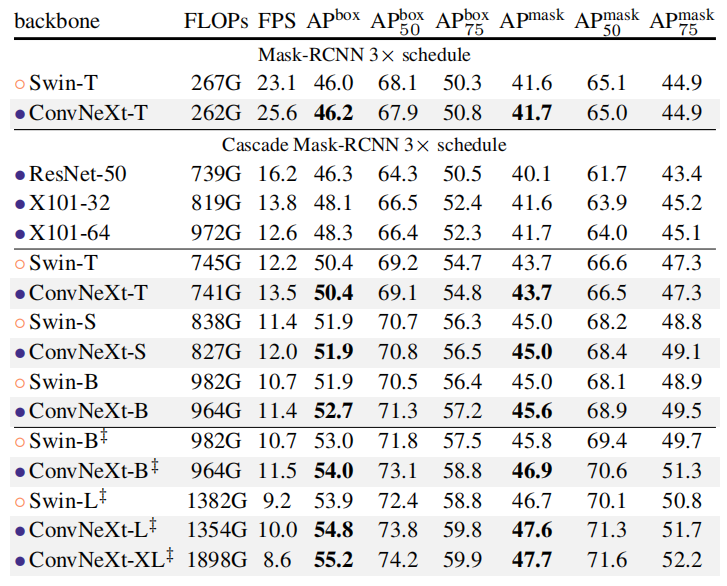 backbone FLOPs FPS AP^box AP^box_50 AP^box_75 AP^mask AP^mask_50 AP^mask_75
Mask-RCNN 3× schedule
○ Swin-T 267G 23.1 46.0 68.1 50.3 41.6 65.1 44.9
● ConvNeXt-T 262G 25.6 46.2 67.9 50.8 41.7 65.0 44.9
Cascade Mask-RCNN 3× schedule
● ResNet-50 739G 16.2 46.3 64.3 50.5 40.1 61.7 43.4
● X101-32 819G 13.8 48.1 66.5 52.4 41.6 63.9 45.2
● X101-64 972G 12.6 48.3 66.4 52.3 41.7 64.0 45.1
○ Swin-T 745G 12.2 50.4 69.2 54.7 43.7 66.6 47.3
● ConvNeXt-T 741G 13.5 50.4 69.1 54.8 43.7 66.5 47.3
○ Swin-S 838G 11.4 51.9 70.7 56.3 45.0 68.2 48.8
● ConvNeXt-S 827G 12.0 51.9 70.8 56.5 45.0 68.4 49.1
○ Swin-B 982G 10.7 51.9 70.5 56.4 45.0 68.1 48.9
● ConvNeXt-B 964G 11.4 52.7 71.3 57.2 45.6 68.9 49.5
○ Swin-B‡ 982G 10.7 53.0 71.8 57.5 45.8 69.4 49.7
● ConvNeXt-B‡ 964G 11.5 54.0 73.1 58.8 46.9 70.6 51.3
○ Swin-L‡ 1382G 9.2 53.9 72.4 58.8 46.7 70.1 50.8
● ConvNeXt-L‡ 1354G 10.0 54.8 73.8 59.8 47.6 71.3 51.7
● ConvNeXt-XL‡ 1898G 8.6 55.2 74.2 59.9 47.7 71.6 52.2